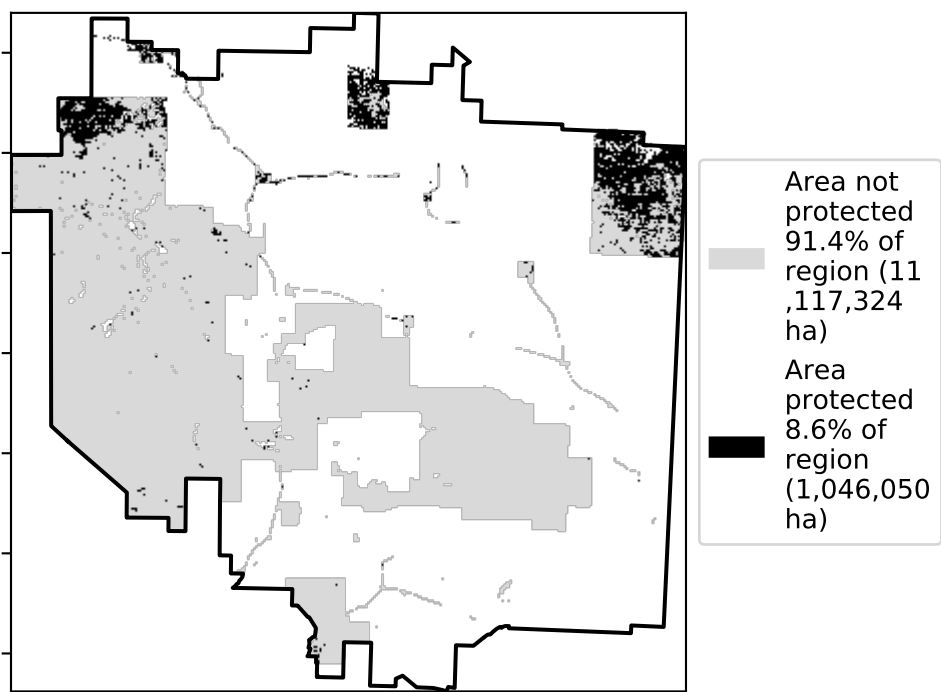 Area not
protected
91.4% of
region (11
,117,324
ha)
Area
protected
8.6% of
region
(1,046,050
ha)